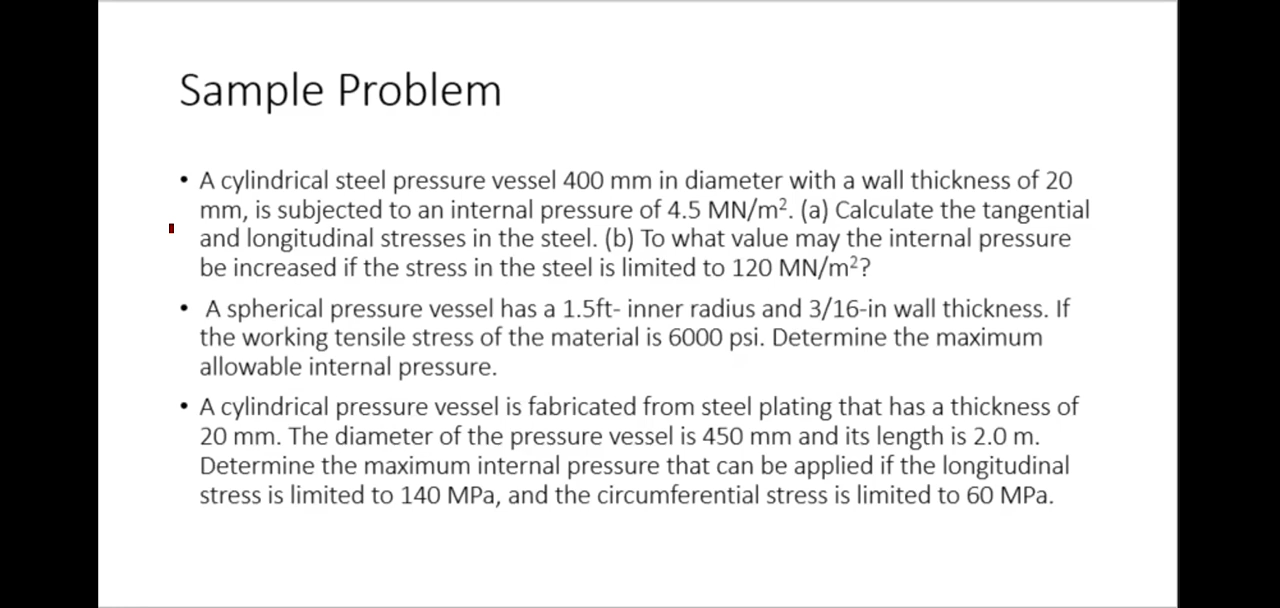 Sample Problem
• A cylindrical steel pressure vessel 400 mm in diameter with a wall thickness of 20
mm, is subjected to an internal pressure of 4.5 MN/m². (a) Calculate the tangential
and longitudinal stresses in the steel. (b) To what value may the internal pressure
be increased if the stress in the steel is limited to 120 MN/m²?
• A spherical pressure vessel has a 1.5ft- inner radius and 3/16-in wall thickness. If
the working tensile stress of the material is 6000 psi. Determine the maximum
allowable internal pressure.
• A cylindrical pressure vessel is fabricated from steel plating that has a thickness of
20 mm. The diameter of the pressure vessel is 450 mm and its length is 2.0 m.
Determine the maximum internal pressure that can be applied if the longitudinal
stress is limited to 140 MPa, and the circumferential stress is limited to 60 MPa.